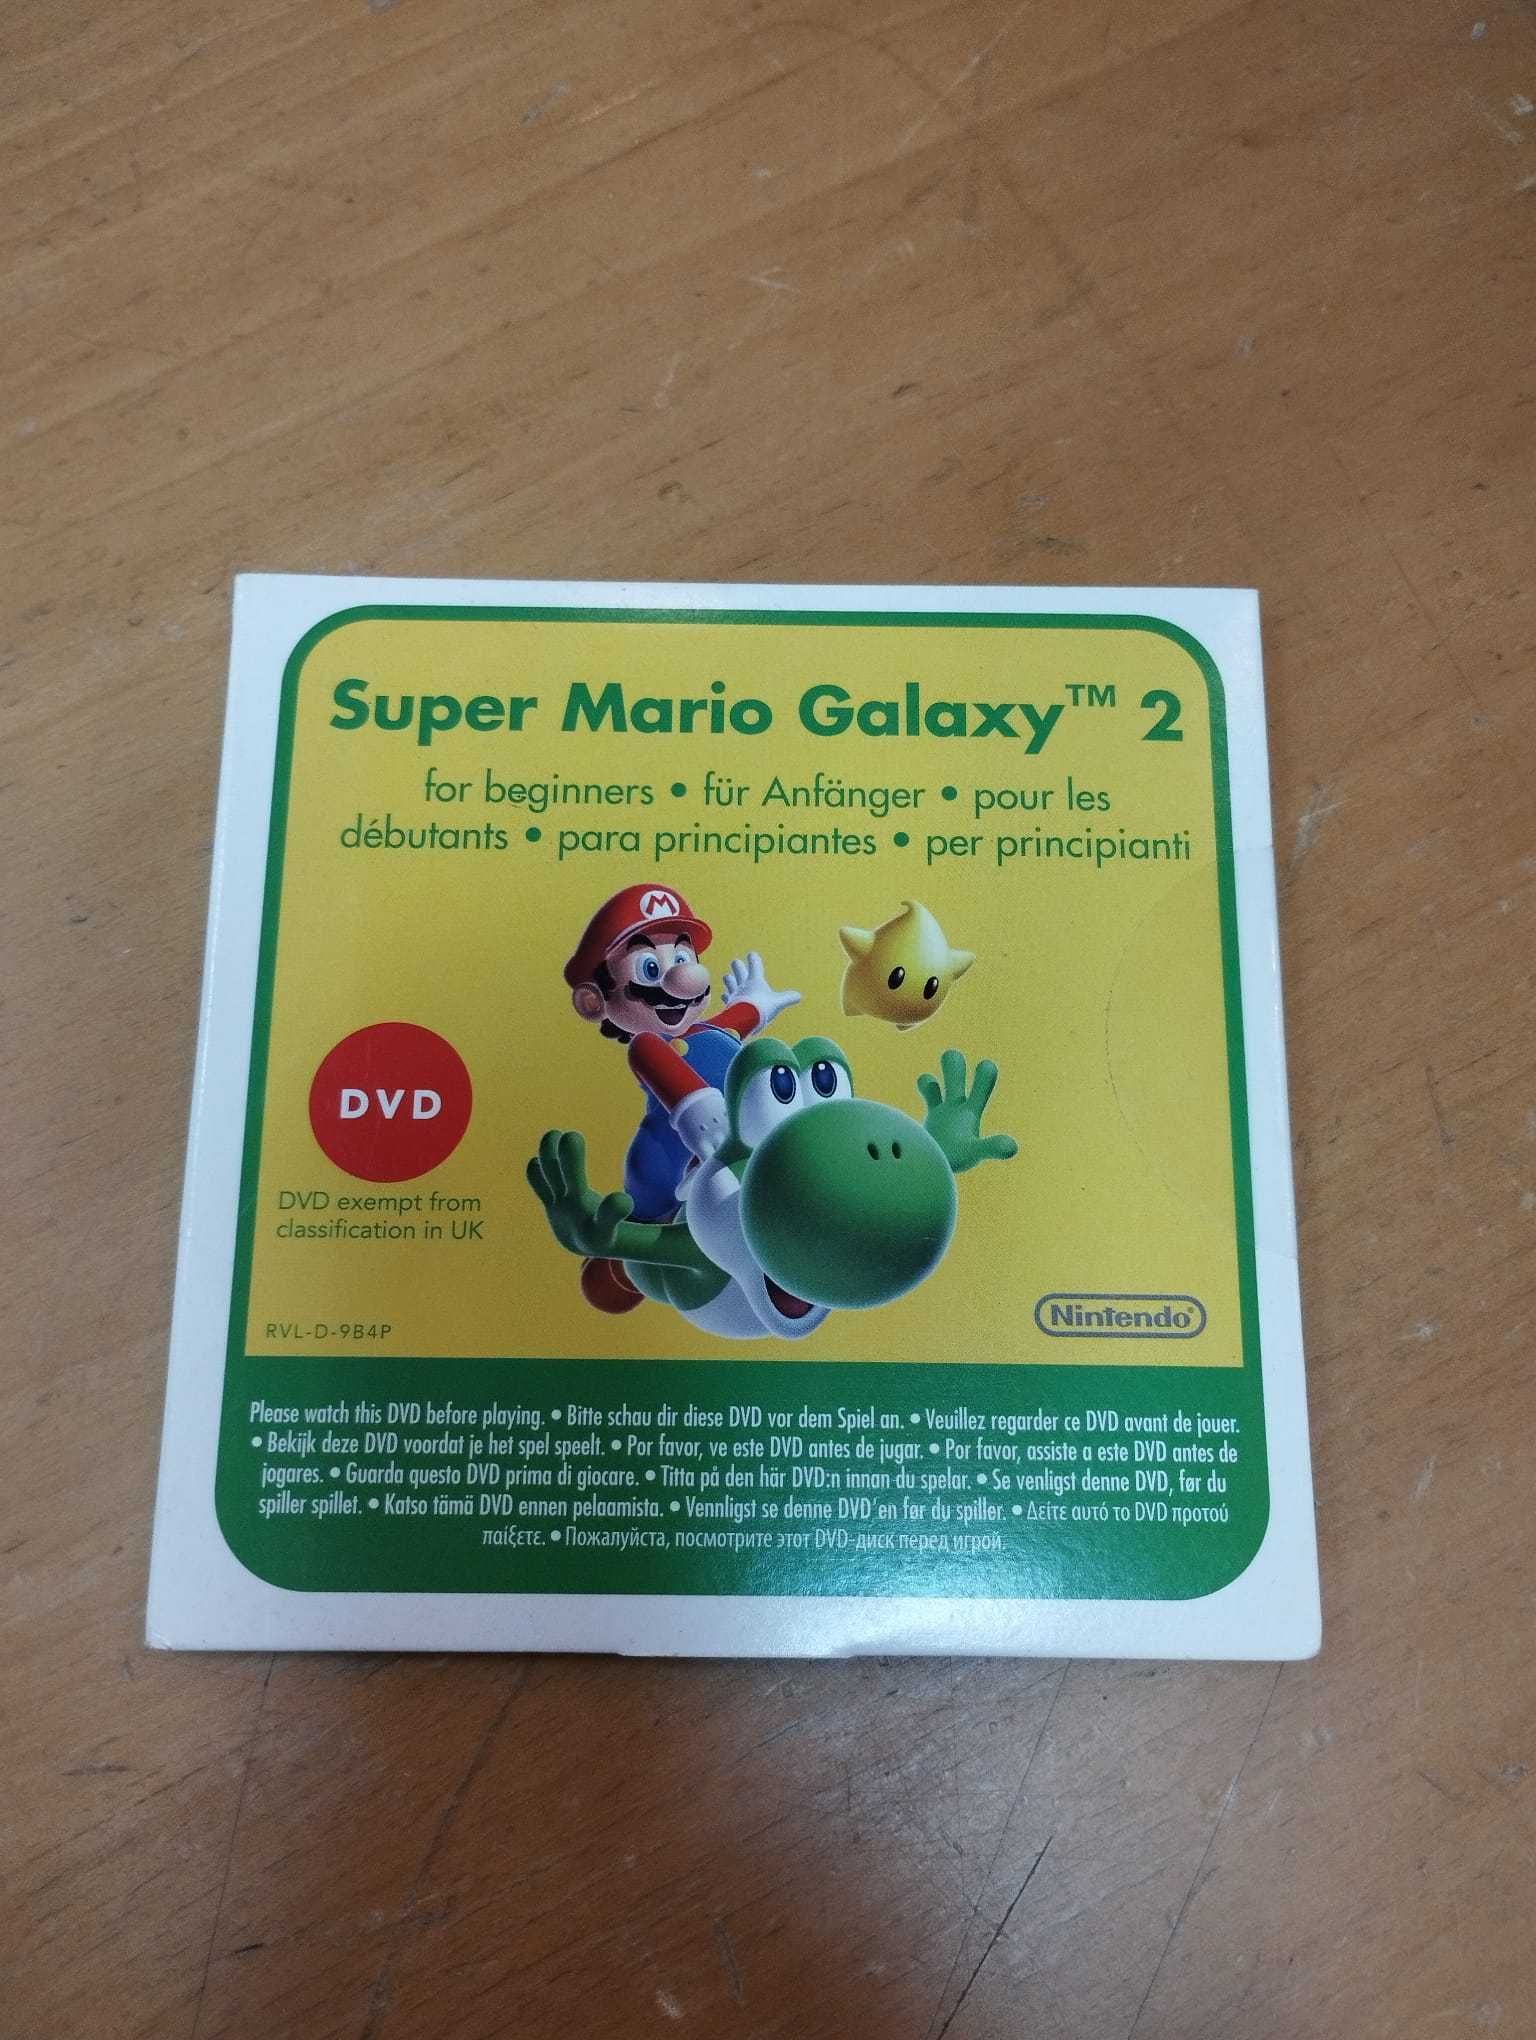 Super Mario Galaxy™ 2
for beginners • für Anfänger • pour les
débutants • para principiantes • per principianti
M
DVD
DVD exempt from
classification in UK
RVL-D-9B4P
Nintendo®
Please watch this DVD before playing. • Bitte schau dir diese DVD vor dem Spiel an. • Veuillez regarder ce DVD avant de jouer.
• Bekijk deze DVD voordat je het spel speelt. • Por favor, ve este DVD antes de jugar. • Por favor, assiste a este DVD antes de
jogares. • Guarda questo DVD prima di giocare. • Titta på den här DVD:n innan du spelar. • Se venligst denne DVD, før du
spiller spillet. • Katso tämä DVD ennen pelaamista. • Vennligst se denne DVD'en før du spiller. • Δείτε αυτό το DVD προτού
παίξετε. • Пожалуйста, посмотрите этот DVD-диск перед игрой.